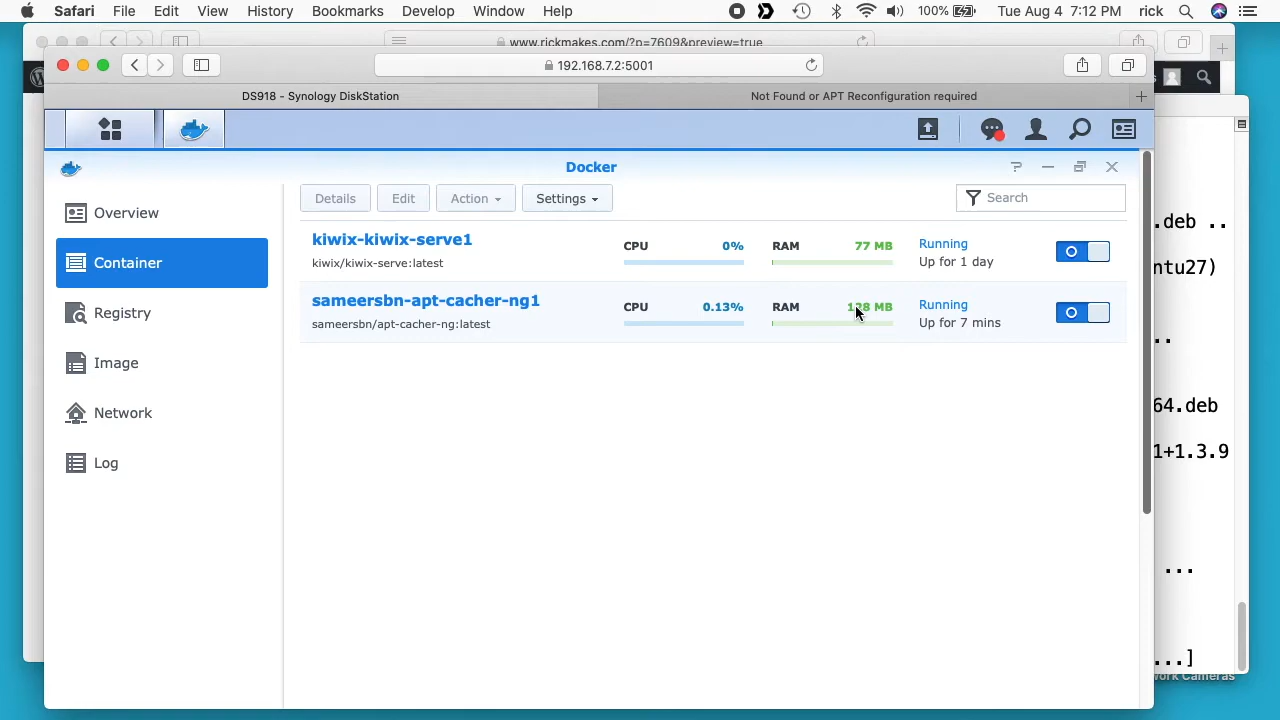 Safari File Edit View History Bookmarks Develop Window Help 100% Tue Aug 4 7:12 PM rick
www.rickmakes.com/?p=7609&preview=true
192.168.7.2:5001
DS918 - Synology DiskStation
Not Found or APT Reconfiguration required
Docker
Overview
Container
Registry
Image
Network
Log
Details Edit Action Settings
Search
kiwix-kiwix-serve1
kiwix/kiwix-serve:latest
CPU 0% RAM 77 MB
Running
Up for 1 day
sameersbn-apt-cacher-ng1
sameersbn/apt-cacher-ng:latest
CPU 0.13% RAM 128 MB
Running
Up for 7 mins
.deb ..
ntu27)
..
64.deb
1+1.3.9
...
...]
work Cameras